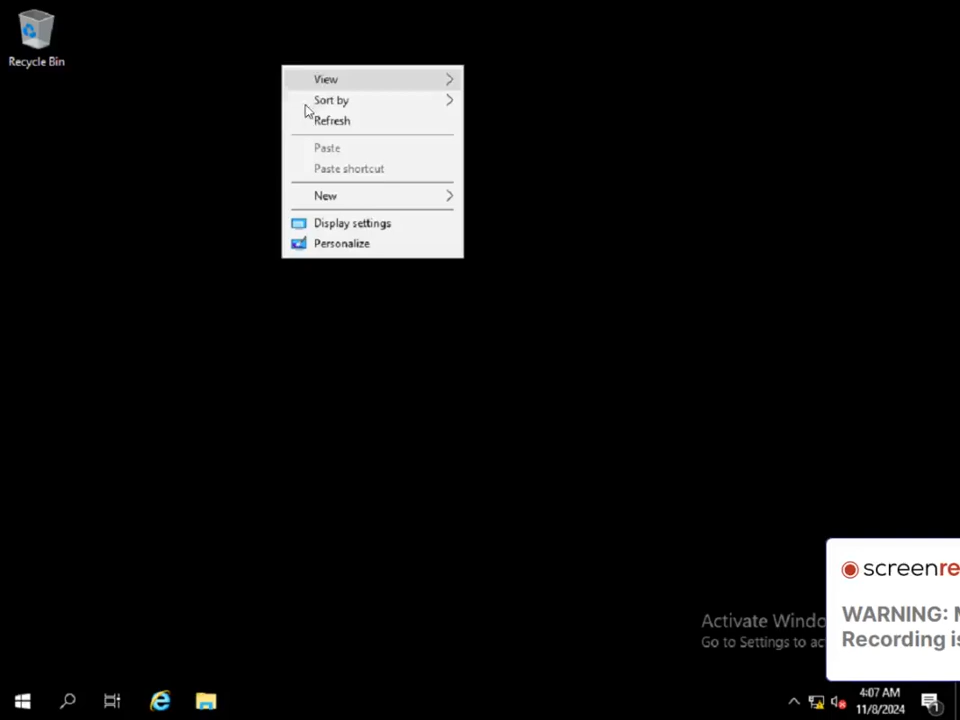 Recycle Bin
View
Sort by
Refresh
Paste
Paste shortcut
New
Display settings
Personalize
screenre
WARNING: M
Recording is
Activate Windo
Go to Settings to ac
4:07 AM
11/8/2024
1